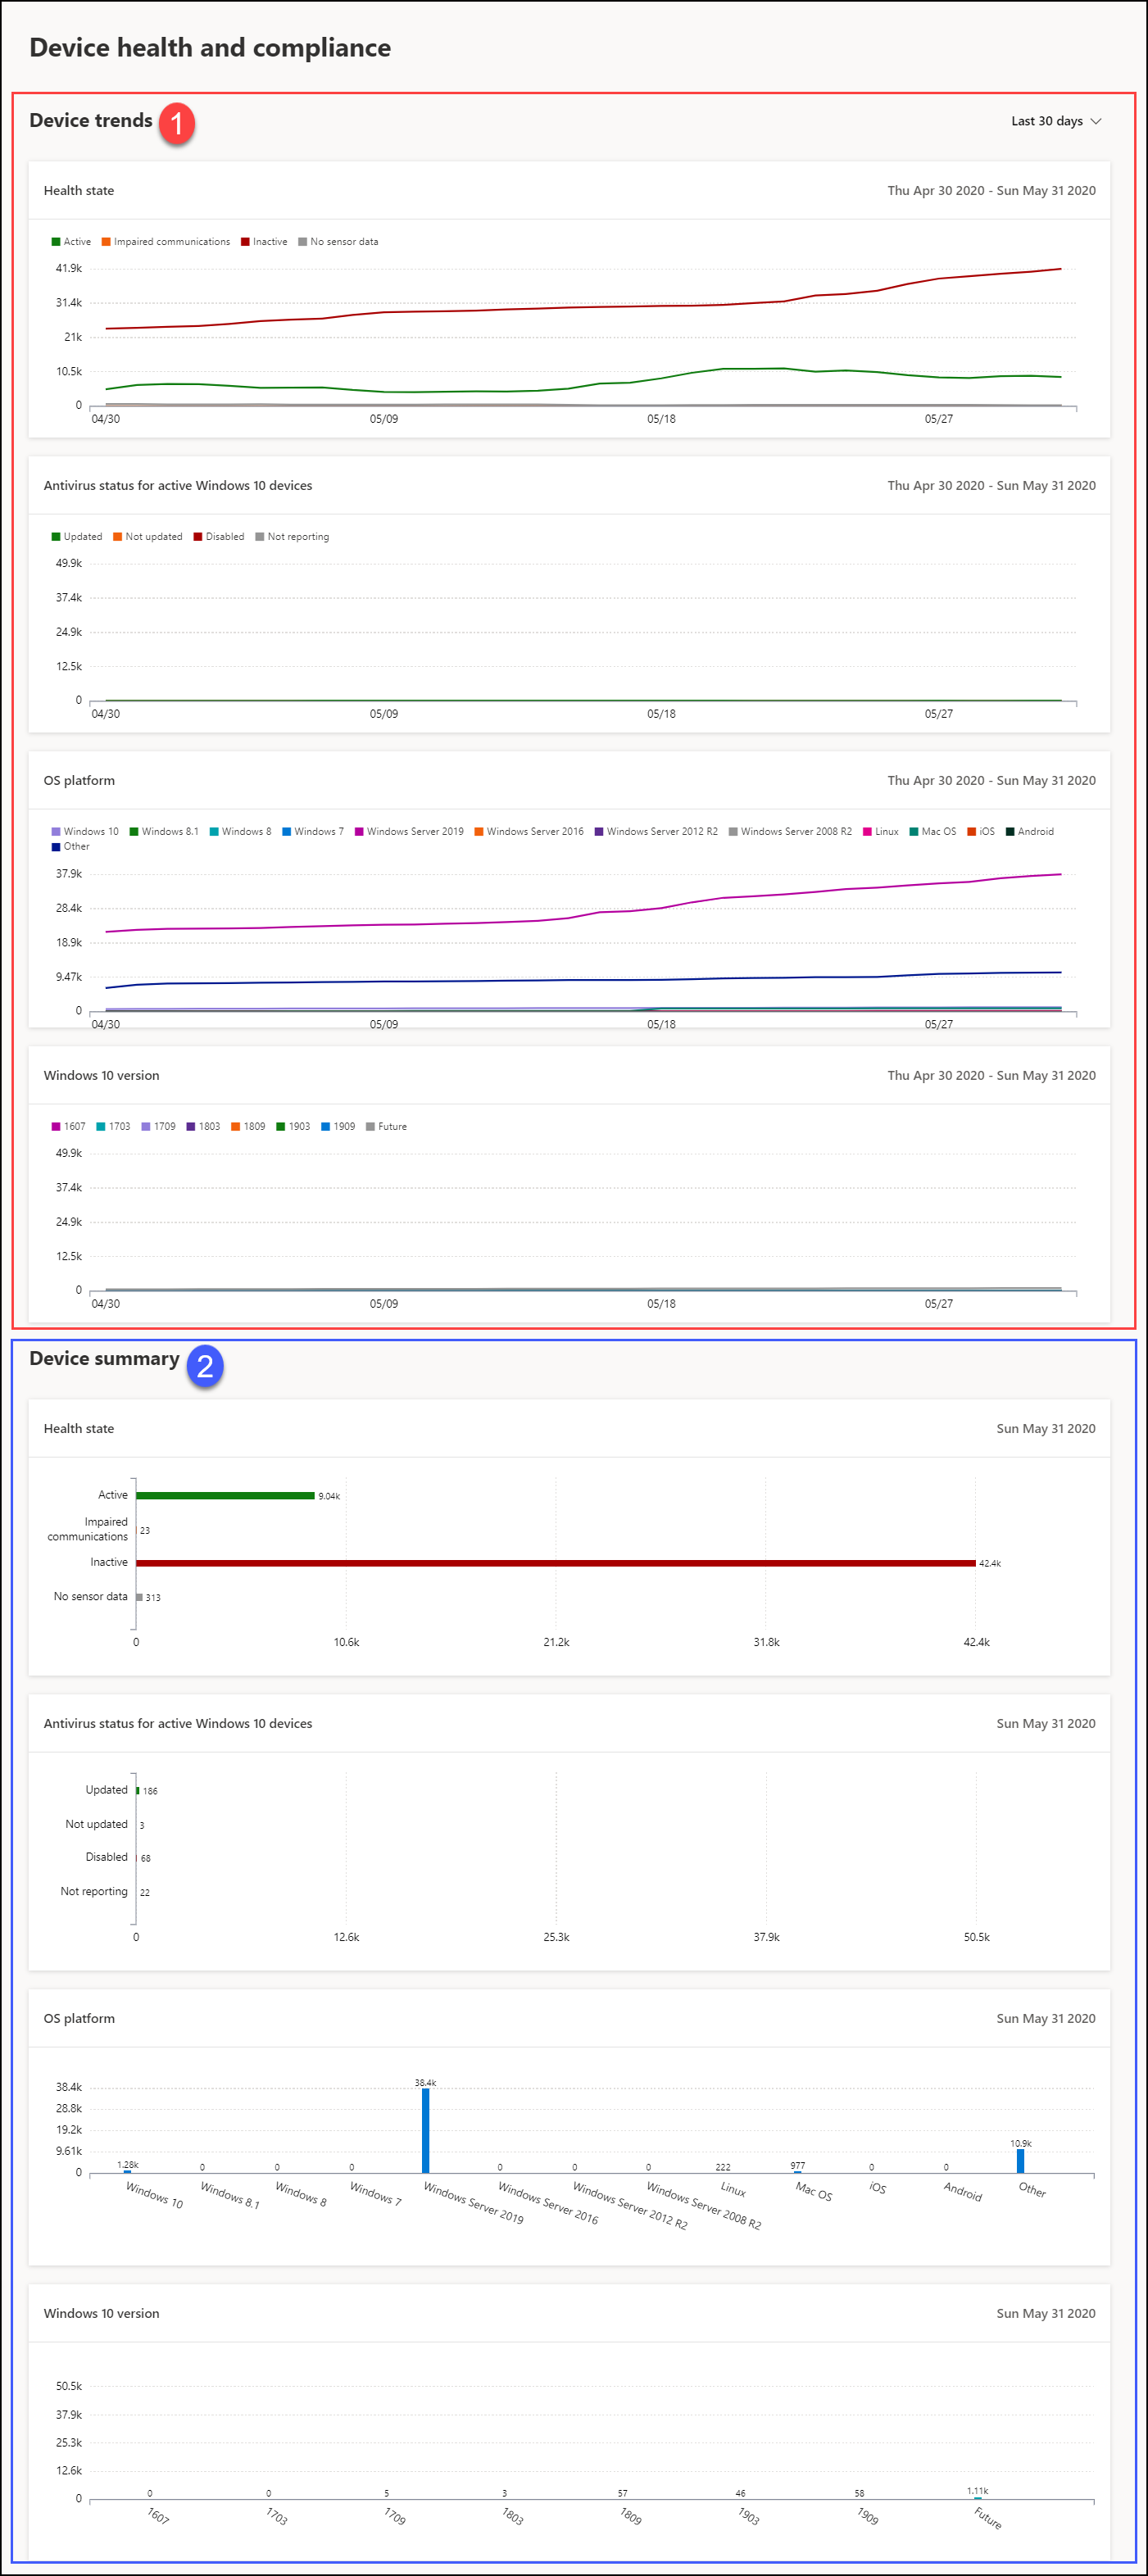 Device health and compliance
Device trends 1 Last 30 days
Health state Thu Apr 30 2020 - Sun May 31 2020
Active Impaired communications Inactive No sensor data
41.9k
31.4k
21k
10.5k
0
04/30 05/09 05/18 05/27
Antivirus status for active Windows 10 devices Thu Apr 30 2020 - Sun May 31 2020
Updated Not updated Disabled Not reporting
49.9k
37.4k
24.9k
12.5k
0
04/30 05/09 05/18 05/27
OS platform Thu Apr 30 2020 - Sun May 31 2020
Windows 10 Windows 8.1 Windows 8 Windows 7 Windows Server 2019 Windows Server 2016 Windows Server 2012 R2 Windows Server 2008 R2 Linux Mac OS iOS Android
Other
37.9k
28.4k
18.9k
9.47k
0
04/30 05/09 05/18 05/27
Windows 10 version Thu Apr 30 2020 - Sun May 31 2020
1607 1703 1709 1803 1809 1903 1909 Future
49.9k
37.4k
24.9k
12.5k
0
04/30 05/09 05/18 05/27
Device summary 2
Health state Sun May 31 2020
Active 9.04k
Impaired
communications 23
Inactive 42.4k
No sensor data 313
0 10.6k 21.2k 31.8k 42.4k
Antivirus status for active Windows 10 devices Sun May 31 2020
Updated 186
Not updated 3
Disabled 68
Not reporting 22
0 12.6k 25.3k 37.9k 50.5k
OS platform Sun May 31 2020
38.4k
38.4k
28.8k
19.2k
9.61k 10.9k
0 1.28k 0 0 0 0 0 0 222 977 0 0
Windows 10 Windows 8.1 Windows 8 Windows 7 Windows Server 2019 Windows Server 2016 Windows Server 2012 R2 Windows Server 2008 R2 Linux Mac OS iOS Android Other
Windows 10 version Sun May 31 2020
50.5k
37.9k
25.3k
12.6k
0 0 0 5 3 57 46 58 1.11k
1607 1703 1709 1803 1809 1903 1909 Future